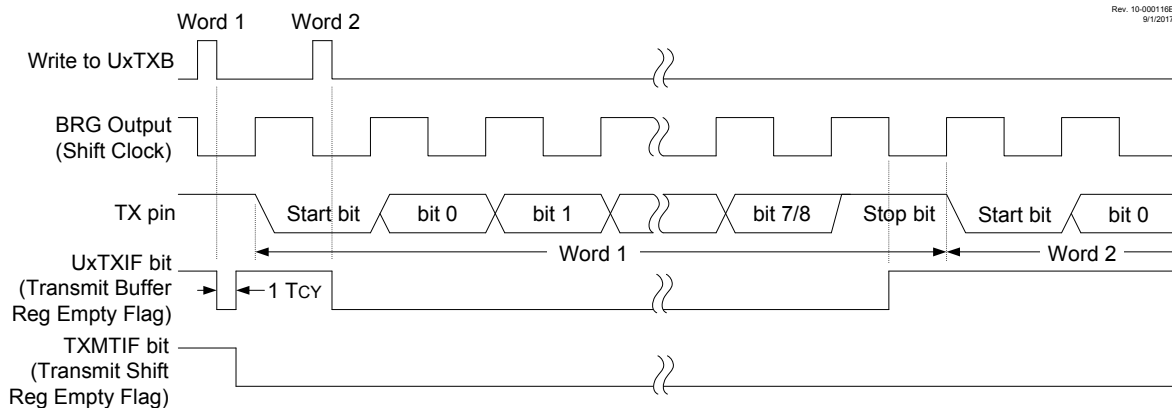 Rev. 10-000116B
9/1/2017
Word 1 Word 2
Write to UxTXB
BRG Output
(Shift Clock)
TX pin Start bit bit 0 bit 1 bit 7/8 Stop bit Start bit bit 0
Word 1 Word 2
UxTXIF bit
(Transmit Buffer
Reg Empty Flag)
1 TCY
TXMTIF bit
(Transmit Shift
Reg Empty Flag)